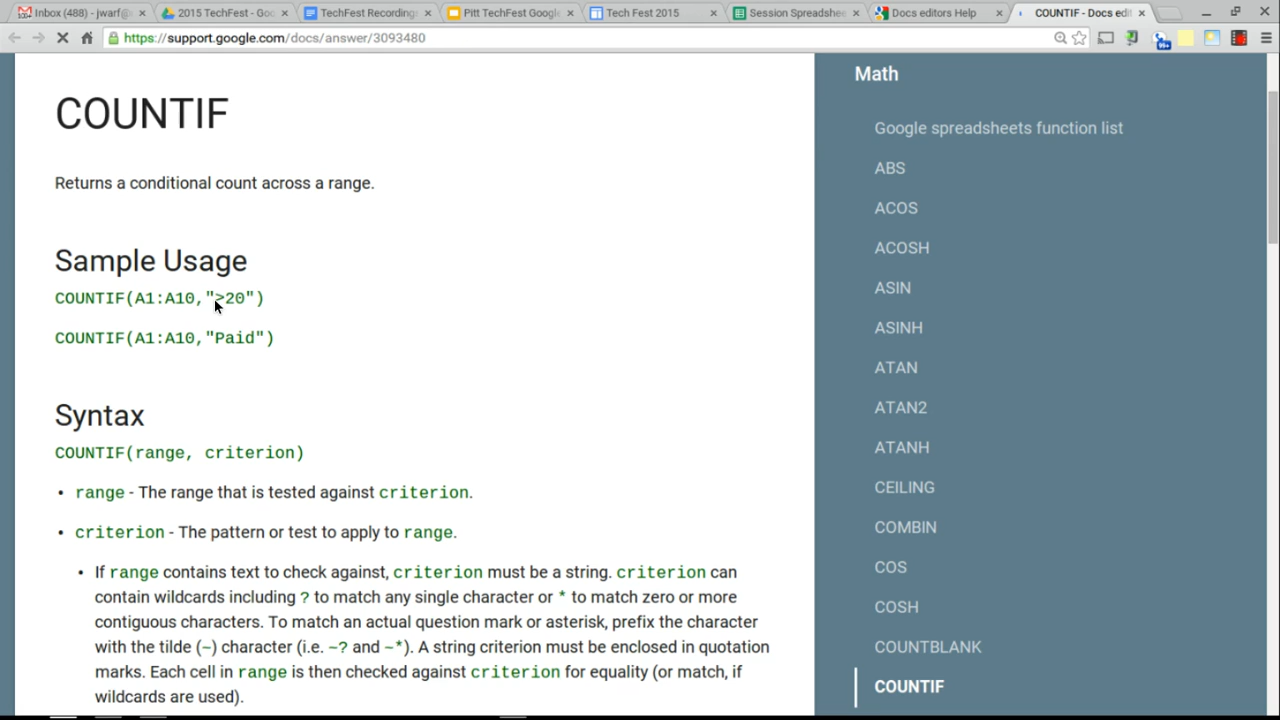 Inbox (488) - jwarf@
2015 TechFest - Goo
TechFest Recording
Pitt TechFest Google
Tech Fest 2015
Session Spreadshee
Docs editors Help
COUNTIF - Docs edi
https://support.google.com/docs/answer/3093480
99+
COUNTIF
Returns a conditional count across a range.
Sample Usage
COUNTIF(A1:A10,">20")
COUNTIF(A1:A10,"Paid")
Syntax
COUNTIF(range, criterion)
• range - The range that is tested against criterion.
• criterion - The pattern or test to apply to range.
• If range contains text to check against, criterion must be a string. criterion can
contain wildcards including ? to match any single character or * to match zero or more
contiguous characters. To match an actual question mark or asterisk, prefix the character
with the tilde (~) character (i.e. ~? and ~*). A string criterion must be enclosed in quotation
marks. Each cell in range is then checked against criterion for equality (or match, if
wildcards are used).
Math
Google spreadsheets function list
ABS
ACOS
ACOSH
ASIN
ASINH
ATAN
ATAN2
ATANH
CEILING
COMBIN
COS
COSH
COUNTBLANK
COUNTIF